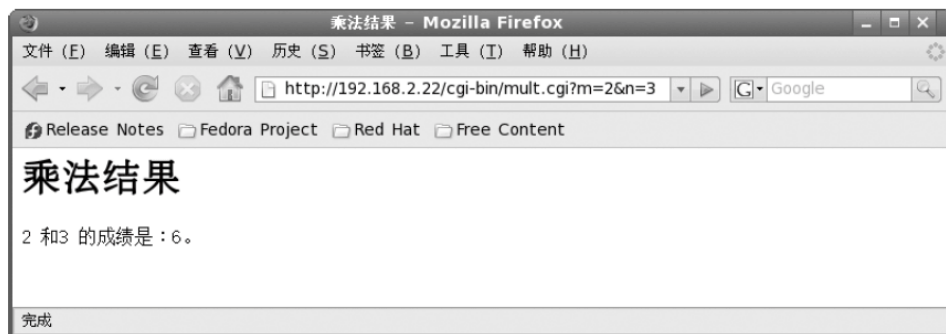 乘法结果 – Mozilla Firefox
文件 (F) 编辑 (E) 查看 (V) 历史 (S) 书签 (B) 工具 (T) 帮助 (H)
http://192.168.2.22/cgi-bin/mult.cgi?m=2&n=3 G Google
Release Notes Fedora Project Red Hat Free Content
乘法结果
2 和3 的成绩是：6。
完成